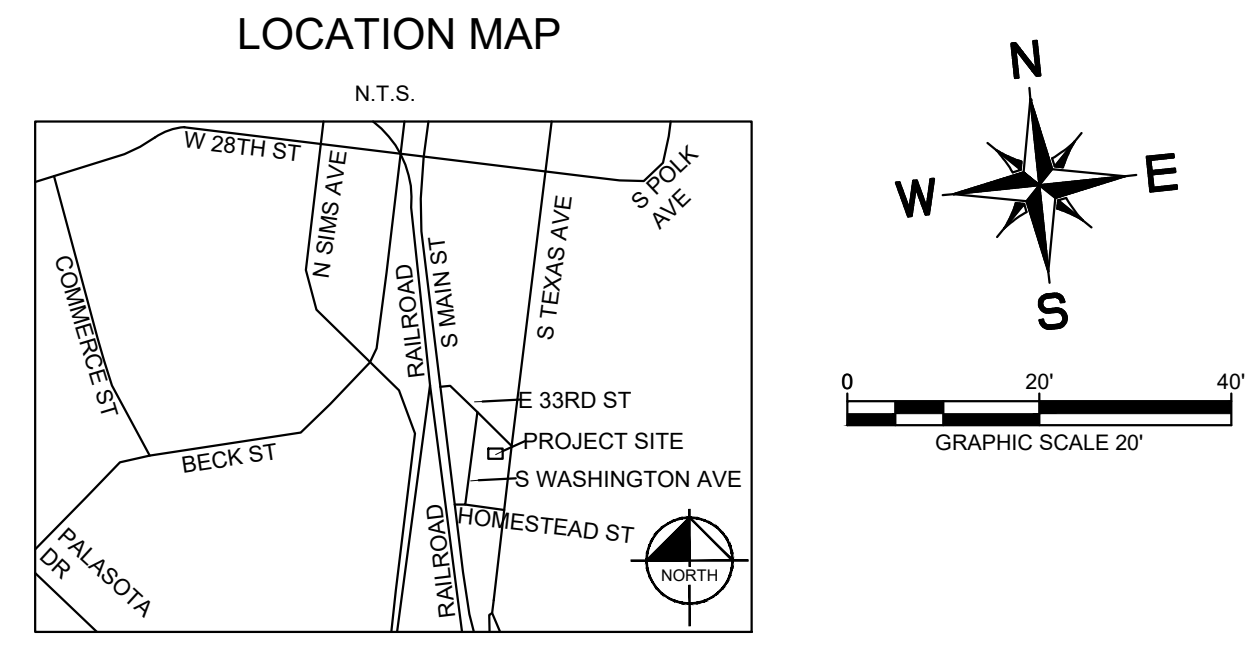 LOCATION MAP
N.T.S.
W 28TH ST
N SIMS AVE
S POLK
AVE
COMMERCE ST
RAILROAD
S MAIN ST
S TEXAS AVE
E 33RD ST
PROJECT SITE
S WASHINGTON AVE
BECK ST
HOMESTEAD ST
RAILROAD
PALASOTA
DR
NORTH
N
W
E
S
0 20' 40'
GRAPHIC SCALE 20'